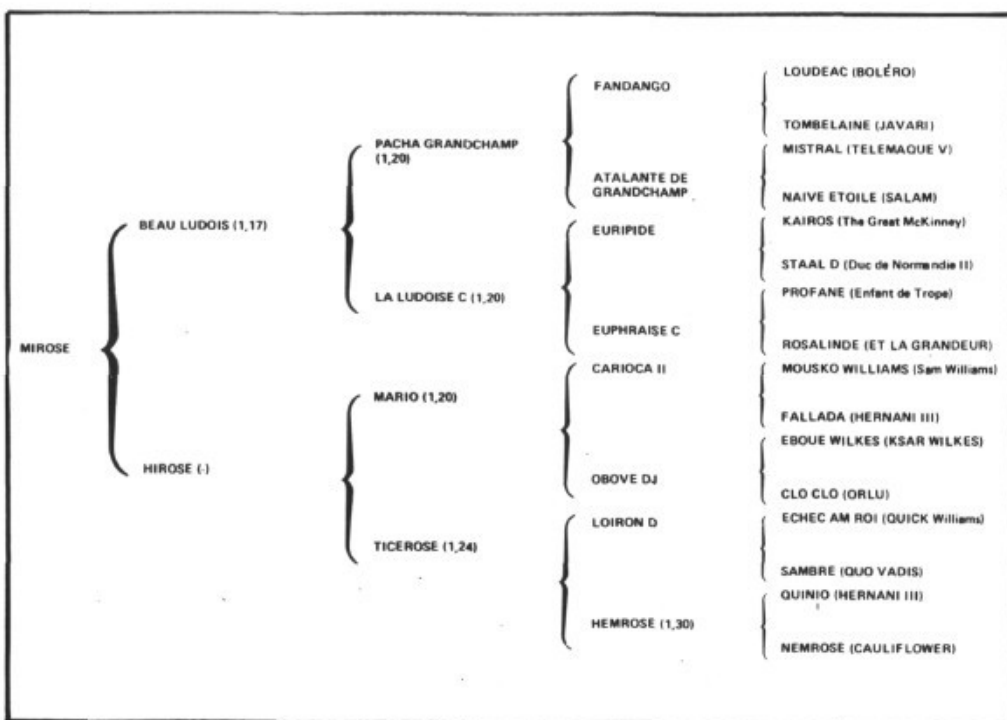 LOUDEAC (BOLÉRO)
FANDANGO
TOMBELAINE (JAVARI)
PACHA GRANDCHAMP
(1,20)
MISTRAL (TELEMAQUE V)
ATALANTE DE
GRANDCHAMP
NAIVE ETOILE (SALAM)
BEAU LUDOIS (1,17)
KAIROS (The Great McKinney)
EURIPIDE
STAAL D (Duc de Normandie II)
LA LUDOISE C (1,20)
PROFANE (Enfant de Trope)
EUPHRAISE C
ROSALINDE (ET LA GRANDEUR)
MIROSE
MOUSKO WILLIAMS (Sam Williams)
CARIOCA II
MARIO (1,20)
FALLADA (HERNANI III)
EBOUE WILKES (KSAR WILKES)
HIROSE (-)
OBOVE DJ
CLO CLO (ORLU)
ECHEC AM ROI (QUICK Williams)
LOIRON D
TICEROSE (1,24)
SAMBRE (QUO VADIS)
QUINIO (HERNANI III)
HEMROSE (1,30)
NEMROSE (CAULIFLOWER)